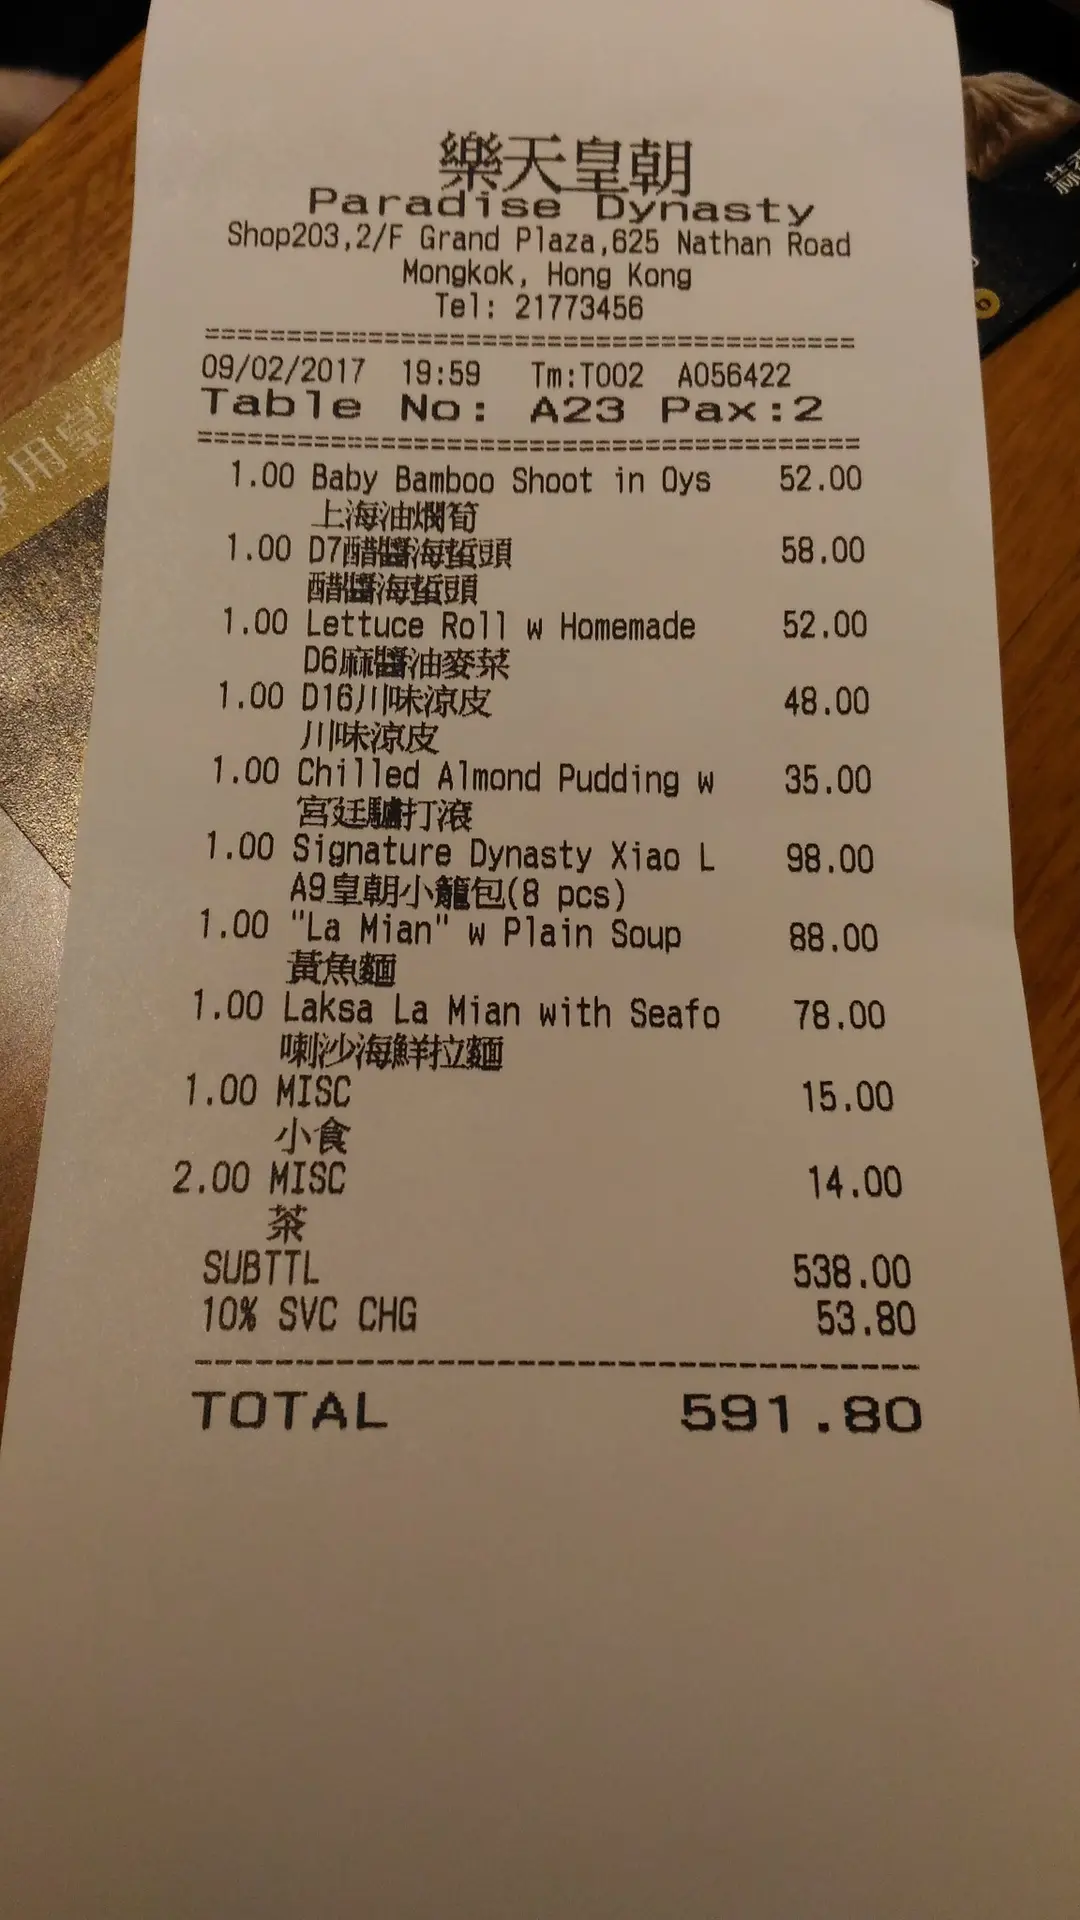 樂天皇朝
Paradise Dynasty
Shop203,2/F Grand Plaza,625 Nathan Road
Mongkok, Hong Kong
Tel: 21773456
========================================
09/02/2017 19:59 Tm:T002 A056422
Table No: A23 Pax:2
========================================
1.00 Baby Bamboo Shoot in Oys 52.00
上海油燜筍
1.00 D7醋醬海蜇頭 58.00
醋醬海蜇頭
1.00 Lettuce Roll w Homemade 52.00
D6麻醬油麥菜
1.00 D16川味涼皮 48.00
川味涼皮
1.00 Chilled Almond Pudding w 35.00
宮廷驢打滾
1.00 Signature Dynasty Xiao L 98.00
A9皇朝小籠包(8 pcs)
1.00 "La Mian" w Plain Soup 88.00
黃魚麵
1.00 Laksa La Mian with Seafo 78.00
喇沙海鮮拉麵
1.00 MISC 15.00
小食
2.00 MISC 14.00
茶
SUBTTL 538.00
10% SVC CHG 53.80
----------------------------------------
TOTAL 591.80
用皇